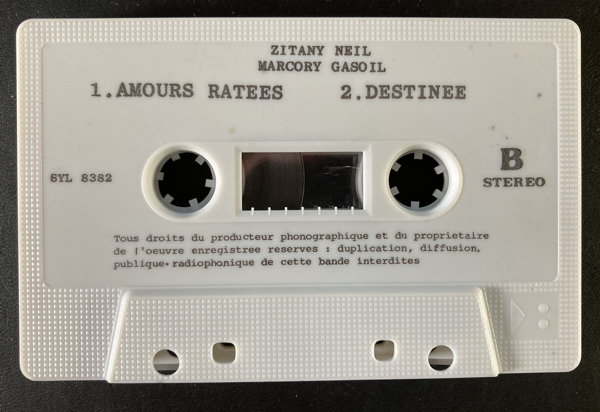 ZITANY NEIL
MARCORY GASOIL
1.AMOURS RATEES 2.DESTINEE
SYL 8382
B
STEREO
Tous droits du producteur phonographique et du proprietaire
de l'oeuvre enregistree reserves : duplication, diffusion,
publique-radiophonique de cette bande interdites